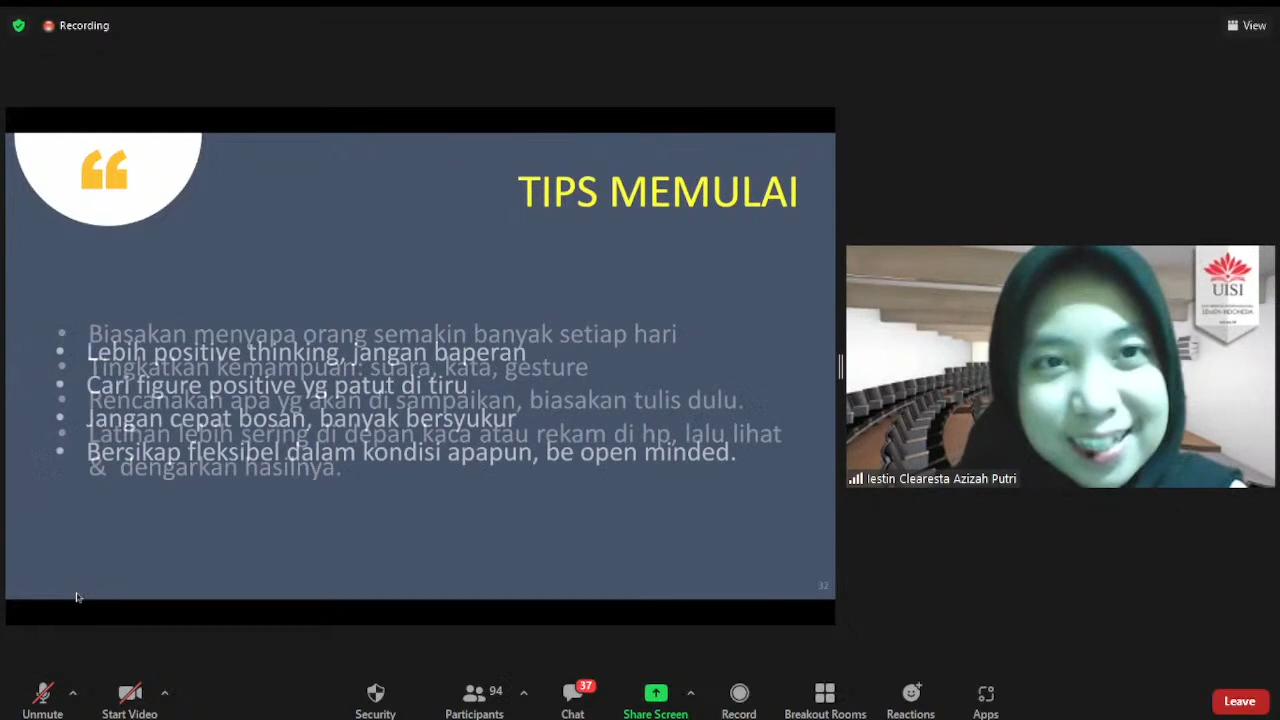 Recording
View
“
TIPS MEMULAI
• Biasakan menyapa orang semakin banyak setiap hari
• Lebih positive thinking, jangan baperan
• Tingkatkan kemampuan: suara, kata, gesture
• Cari figure positive yg patut di tiru
• Rencanakan apa yg akan di sampaikan, biasakan tulis dulu.
• Jangan cepat bosan, banyak bersyukur
• Latihan lebih sering di depan kaca atau rekam di hp, lalu lihat
• Bersikap fleksibel dalam kondisi apapun, be open minded.
& dengarkan hasilnya.
32
UISI
Iestin Clearesta Azizah Putri
94
37
Unmute
Start Video
Security
Participants
Chat
Share Screen
Record
Breakout Rooms
Reactions
Apps
Leave